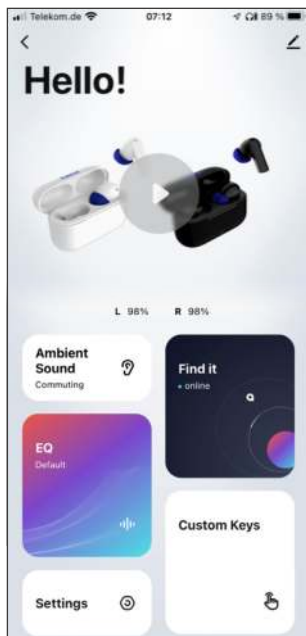 Telekom.de 07:12 89 %
Hello!
L 98% R 98%
Ambient
Sound
Commuting
Find it
online
EQ
Default
Custom Keys
Settings